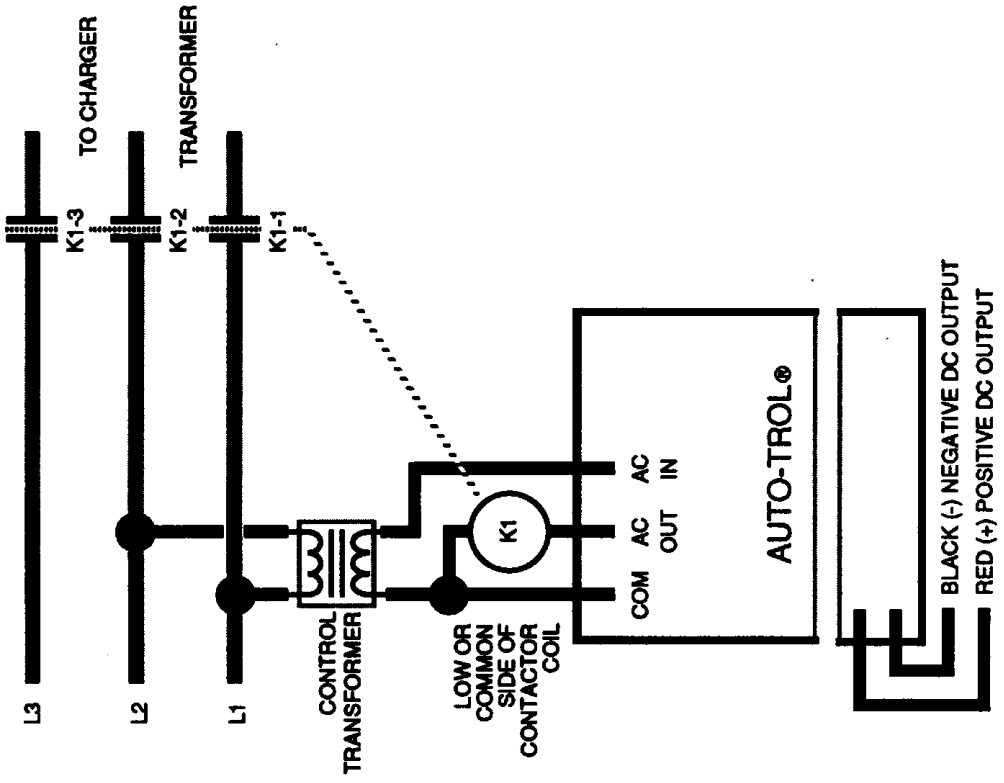 L3
L2
L1
K1-3
K1-2
K1-1
TO CHARGER
TRANSFORMER
CONTROL
TRANSFORMER
LOW OR
COMMON
SIDE OF
CONTACTOR
COIL
K1
COM
AC
OUT
AC
IN
AUTO-TROL®
BLACK (-) NEGATIVE DC OUTPUT
RED (+) POSITIVE DC OUTPUT